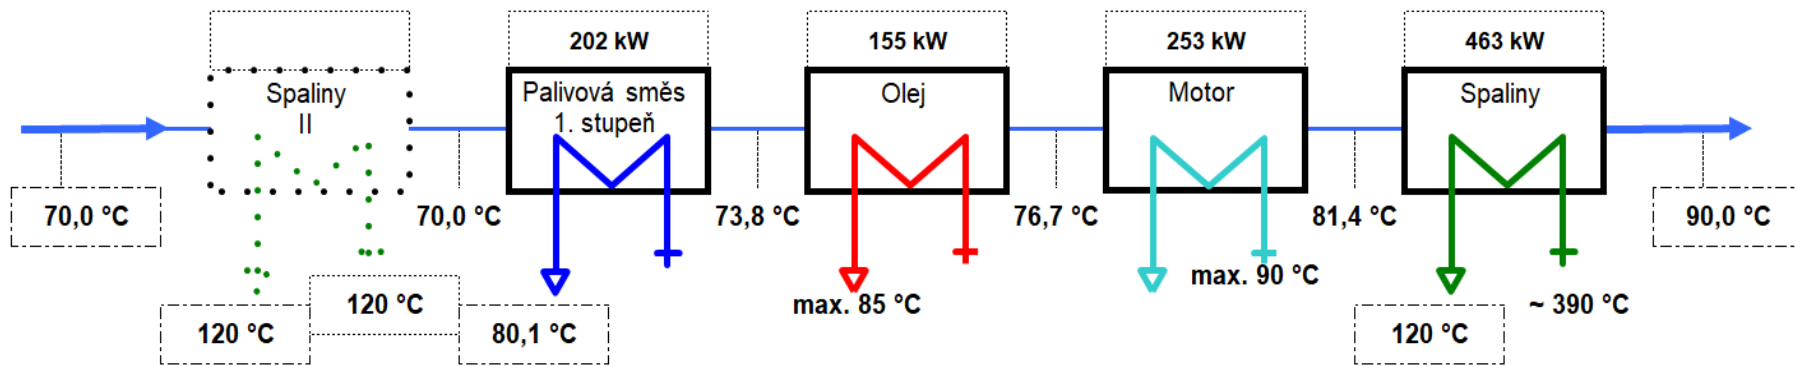 202 kW
155 kW
253 kW
463 kW
Spaliny
II
Palivová směs
1. stupeň
Olej
Motor
Spaliny
70,0 °C
70,0 °C
73,8 °C
76,7 °C
81,4 °C
90,0 °C
120 °C
120 °C
80,1 °C
max. 85 °C
max. 90 °C
120 °C
~ 390 °C